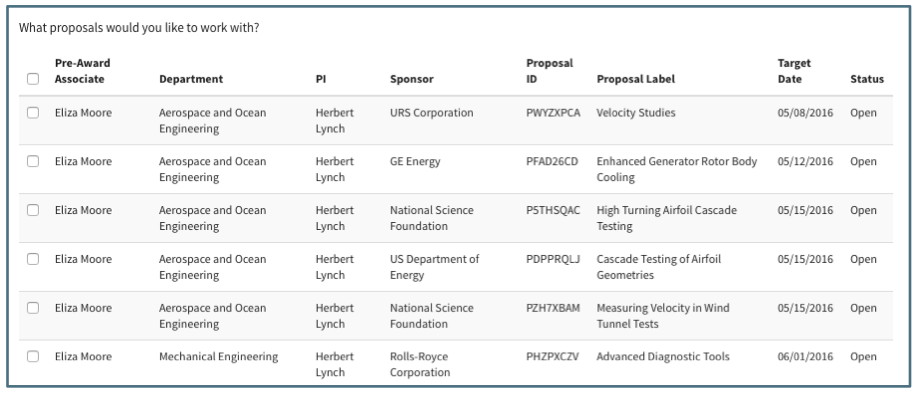 What proposals would you like to work with?
Pre-Award Associate Department PI Sponsor Proposal ID Proposal Label Target Date Status
Eliza Moore Aerospace and Ocean Engineering Herbert Lynch URS Corporation PWYZXPCA Velocity Studies 05/08/2016 Open
Eliza Moore Aerospace and Ocean Engineering Herbert Lynch GE Energy PFAD26CD Enhanced Generator Rotor Body Cooling 05/12/2016 Open
Eliza Moore Aerospace and Ocean Engineering Herbert Lynch National Science Foundation P5THSQAC High Turning Airfoil Cascade Testing 05/15/2016 Open
Eliza Moore Aerospace and Ocean Engineering Herbert Lynch US Department of Energy PDPPRQLJ Cascade Testing of Airfoil Geometries 05/15/2016 Open
Eliza Moore Aerospace and Ocean Engineering Herbert Lynch National Science Foundation PZH7XBAM Measuring Velocity in Wind Tunnel Tests 05/15/2016 Open
Eliza Moore Mechanical Engineering Herbert Lynch Rolls-Royce Corporation PHZPXCZV Advanced Diagnostic Tools 06/01/2016 Open